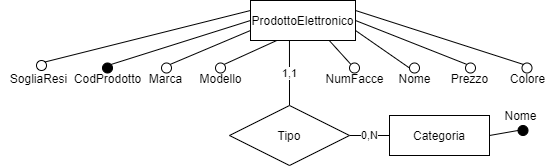 ProdottoElettronico
SogliaResi CodProdotto Marca Modello NumFacce Nome Prezzo Colore
1,1
Nome
Tipo 0,N Categoria